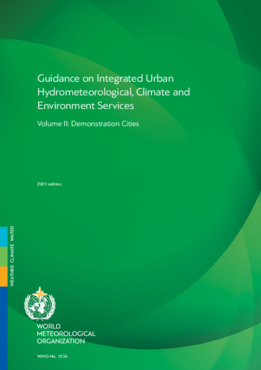 Guidance on Integrated Urban
Hydrometeorological, Climate and
Environment Services
Volume II: Demonstration Cities
2021 edition
WEATHER CLIMATE WATER
WORLD
METEOROLOGICAL
ORGANIZATION
WMO-No. 1234